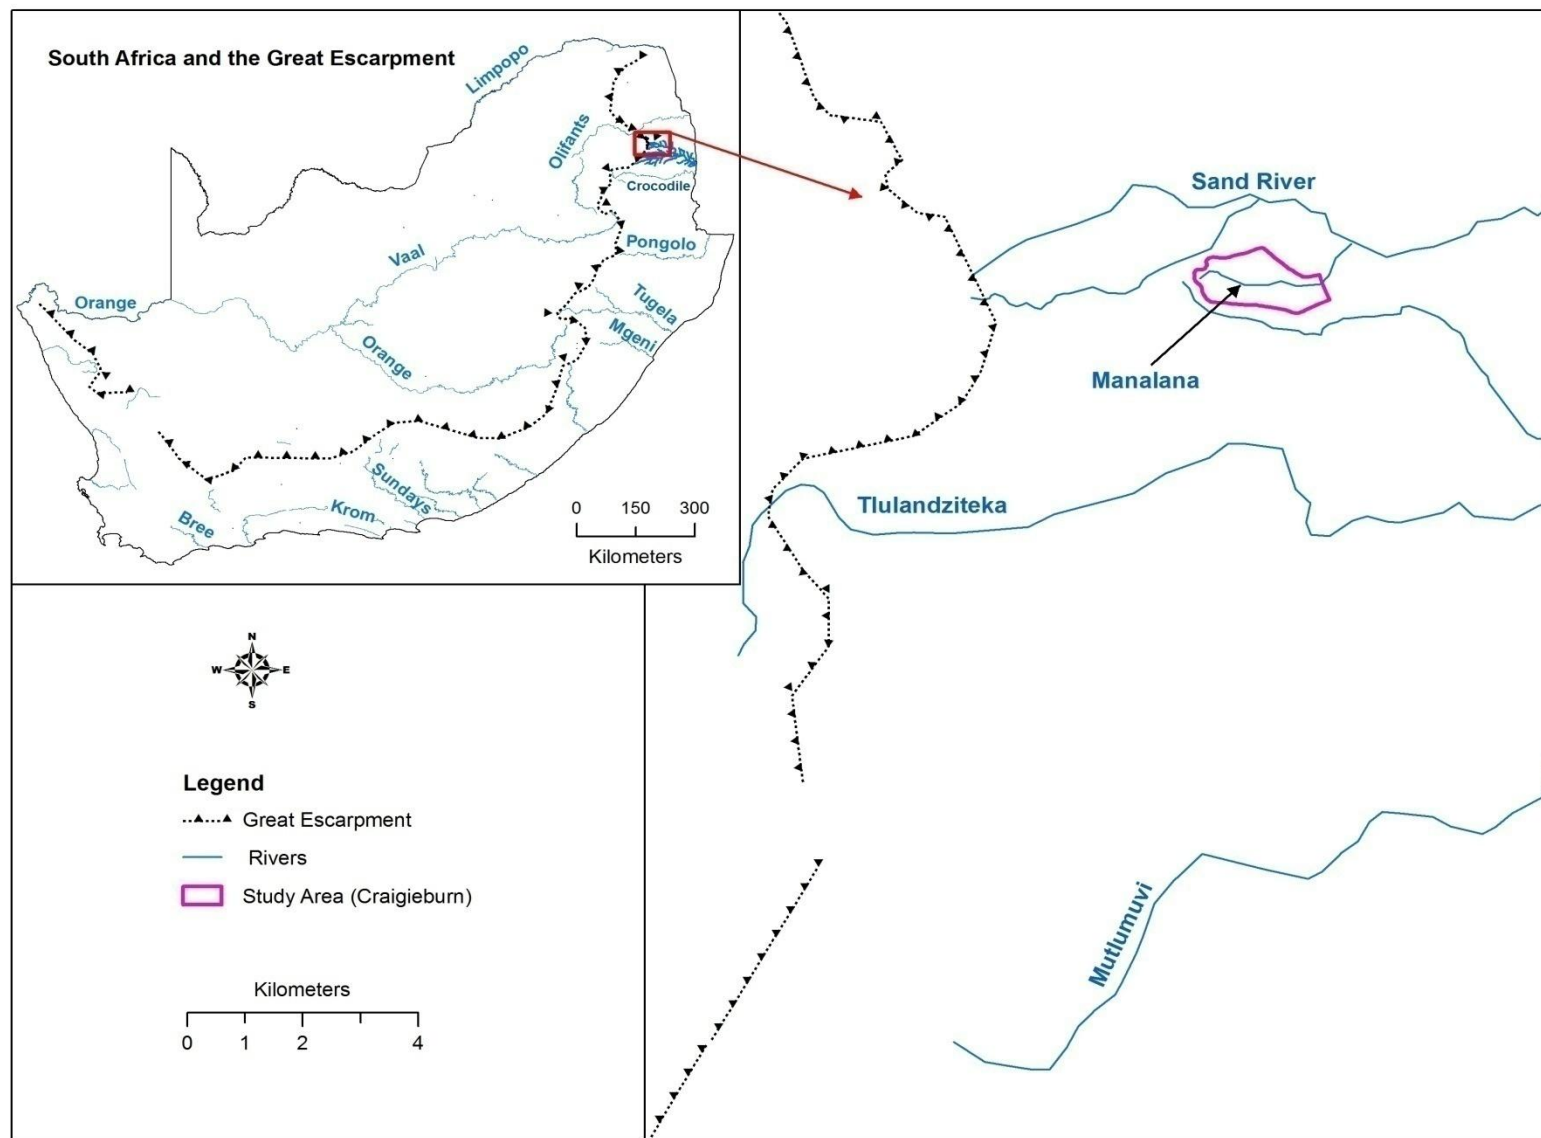 South Africa and the Great Escarpment
Limpopo
Olifants
Crocodile
Vaal
Pongolo
Orange
Tugela
Mgeni
Orange
Sundays
Krom
Bree
0 150 300
Kilometers
Sand River
Manalana
Tlulandziteka
Mutlumuvi
N
W E
S
Legend
Great Escarpment
Rivers
Study Area (Craigieburn)
Kilometers
0 1 2 4